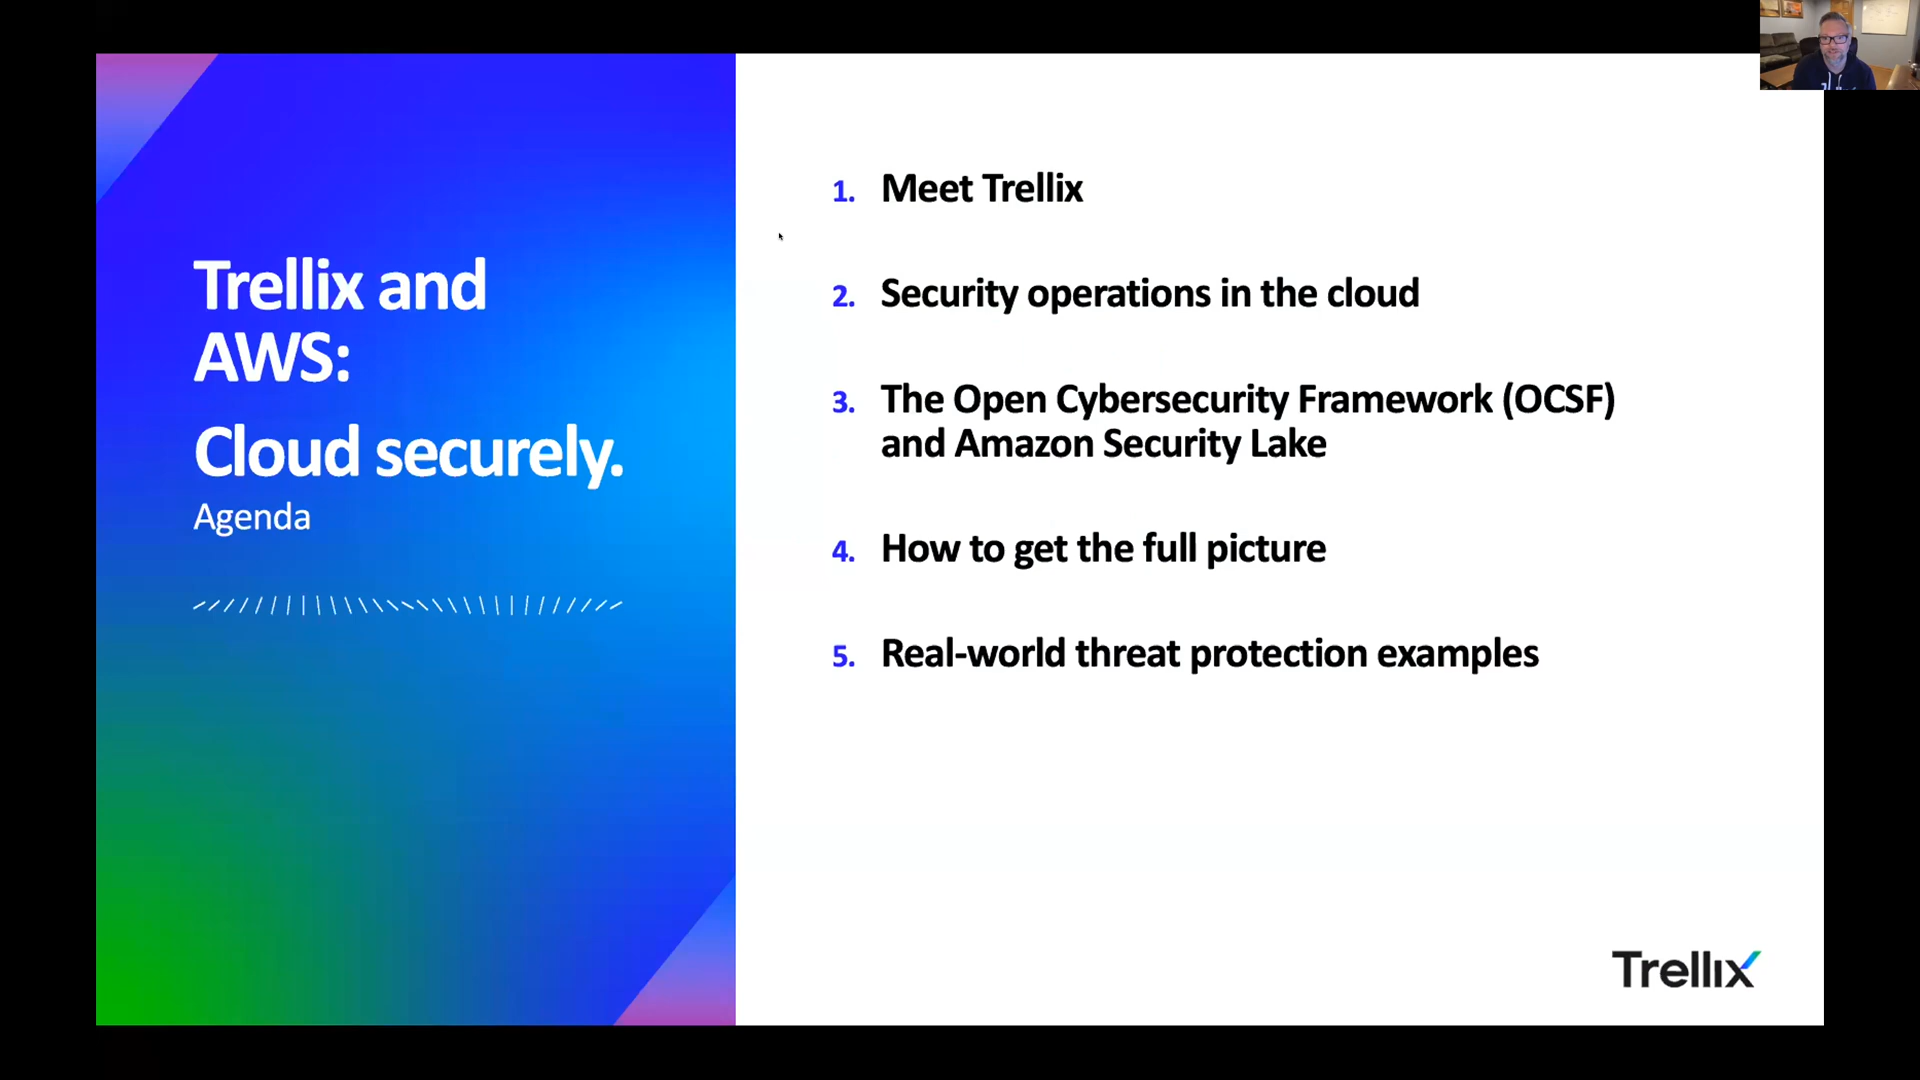 Trellix and
AWS:
Cloud securely.
Agenda
1. Meet Trellix
2. Security operations in the cloud
3. The Open Cybersecurity Framework (OCSF)
and Amazon Security Lake
4. How to get the full picture
5. Real-world threat protection examples
Trellix